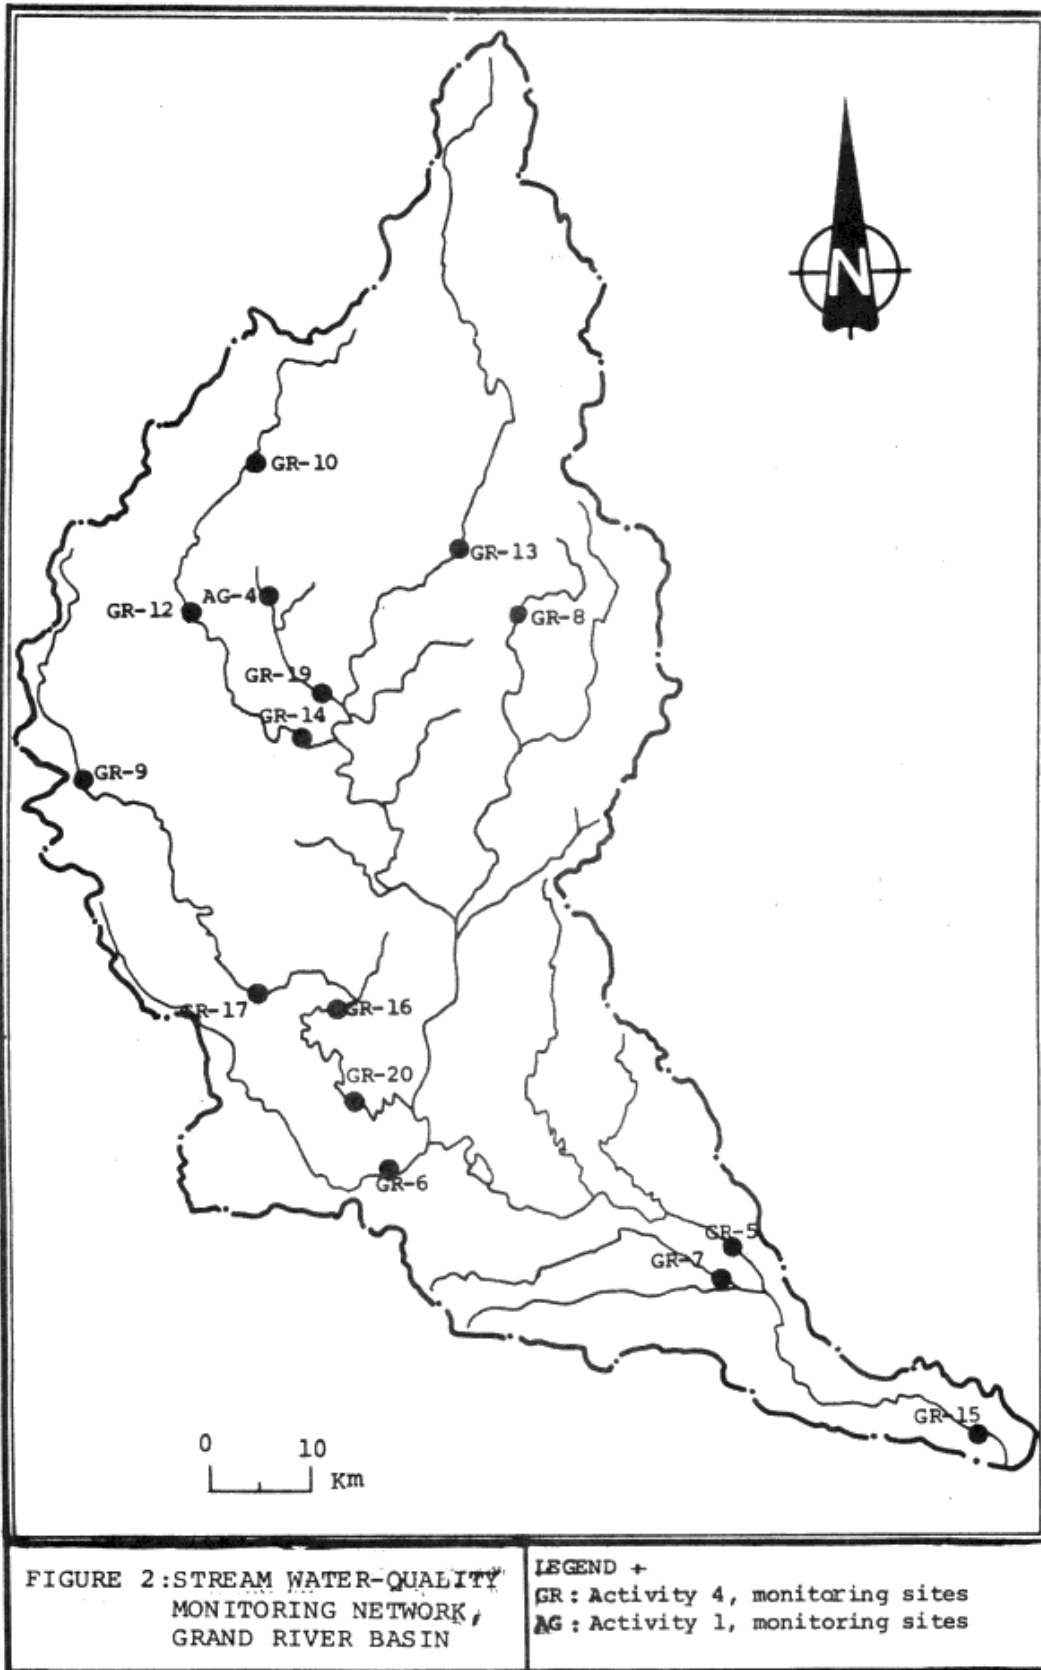 N
GR-10
GR-13
AG-4
GR-12
GR-8
GR-19
GR-14
GR-9
GR-17
GR-16
GR-20
GR-6
GR-5
GR-7
GR-15
0 10
Km
FIGURE 2:STREAM WATER-QUALITY
MONITORING NETWORK,
GRAND RIVER BASIN
LEGEND +
GR: Activity 4, monitoring sites
AG: Activity 1, monitoring sites